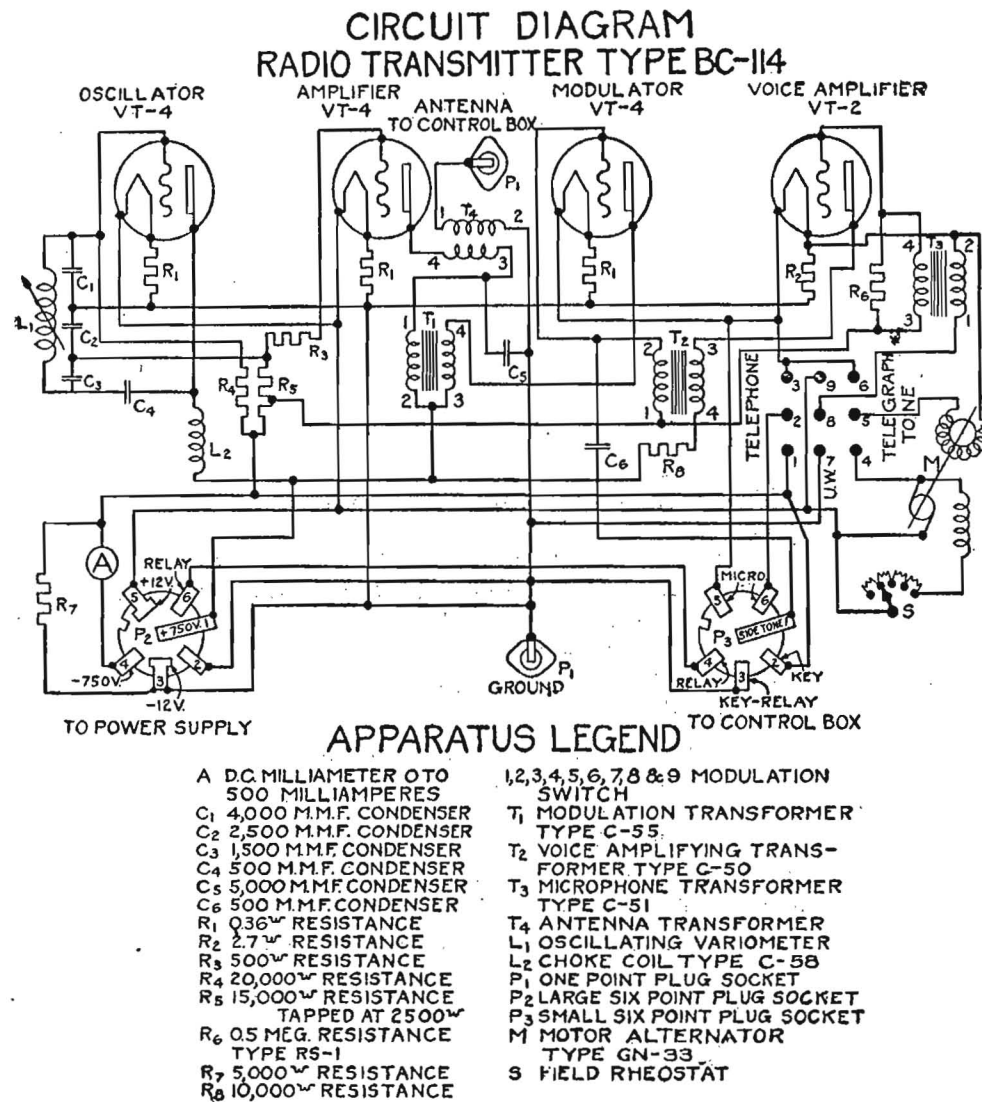 CIRCUIT DIAGRAM
RADIO TRANSMITTER TYPE BC-114
OSCILLATOR
VT-4
AMPLIFIER
VT-4
ANTENNA
TO CONTROL BOX
MODULATOR
VT-4
VOICE AMPLIFIER
VT-2
P1
1 T4 2
4 3
R1
R1
R1
R2
R6
4 T3 2
3 1
C1
L1
C2
C3
C4
R3
R4
R5
L2
1 T1 4
2 3
C5
2 T2 3
1 4
C6
R8
TELEPHONE
3 9 6
2 8 5
1 7 4
U.W.
TELEGRAPH
TONE
M
S
A
R7
RELAY
+12V.
5 6
P2
+750V. 1
4 3 2
-750V.
-12V.
TO POWER SUPPLY
GROUND
P1
MICRO.
5 6
P3
SIDE TONE 1
4 3 2
RELAY
KEY
KEY-RELAY
TO CONTROL BOX
APPARATUS LEGEND
A D.C. MILLIAMETER 0 TO
500 MILLIAMPERES
C1 4,000 M.M.F. CONDENSER
C2 2,500 M.M.F. CONDENSER
C3 1,500 M.M.F. CONDENSER
C4 500 M.M.F. CONDENSER
C5 5,000 M.M.F. CONDENSER
C6 500 M.M.F. CONDENSER
R1 0.36ω RESISTANCE
R2 2.7ω RESISTANCE
R3 500ω RESISTANCE
R4 20,000ω RESISTANCE
R5 15,000ω RESISTANCE
TAPPED AT 2500ω
R6 0.5 MEG. RESISTANCE
TYPE RS-1
R7 5,000ω RESISTANCE
R8 10,000ω RESISTANCE
1,2,3,4,5,6,7,8 & 9 MODULATION
SWITCH
T1 MODULATION TRANSFORMER
TYPE C-55
T2 VOICE AMPLIFYING TRANS-
FORMER TYPE C-50
T3 MICROPHONE TRANSFORMER
TYPE C-51
T4 ANTENNA TRANSFORMER
L1 OSCILLATING VARIOMETER
L2 CHOKE COIL TYPE C-58
P1 ONE POINT PLUG SOCKET
P2 LARGE SIX POINT PLUG SOCKET
P3 SMALL SIX POINT PLUG SOCKET
M MOTOR ALTERNATOR
TYPE GN-33
S FIELD RHEOSTAT